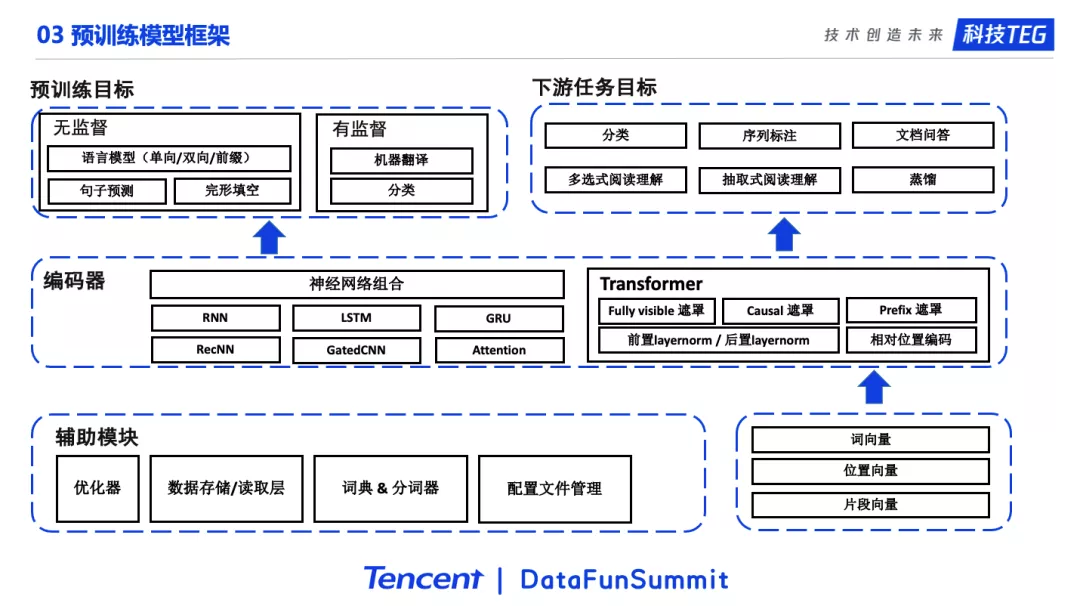 03 预训练模型框架
技术创造未来 科技TEG
预训练目标
无监督
语言模型（单向/双向/前缀）
句子预测 完形填空
有监督
机器翻译
分类
下游任务目标
分类 序列标注 文档问答
多选式阅读理解 抽取式阅读理解 蒸馏
编码器
神经网络组合
RNN LSTM GRU
RecNN GatedCNN Attention
Transformer
Fully visible 遮罩 Causal 遮罩 Prefix 遮罩
前置layernorm / 后置layernorm 相对位置编码
辅助模块
优化器 数据存储/读取层 词典 & 分词器 配置文件管理
词向量
位置向量
片段向量
Tencent | DataFunSummit